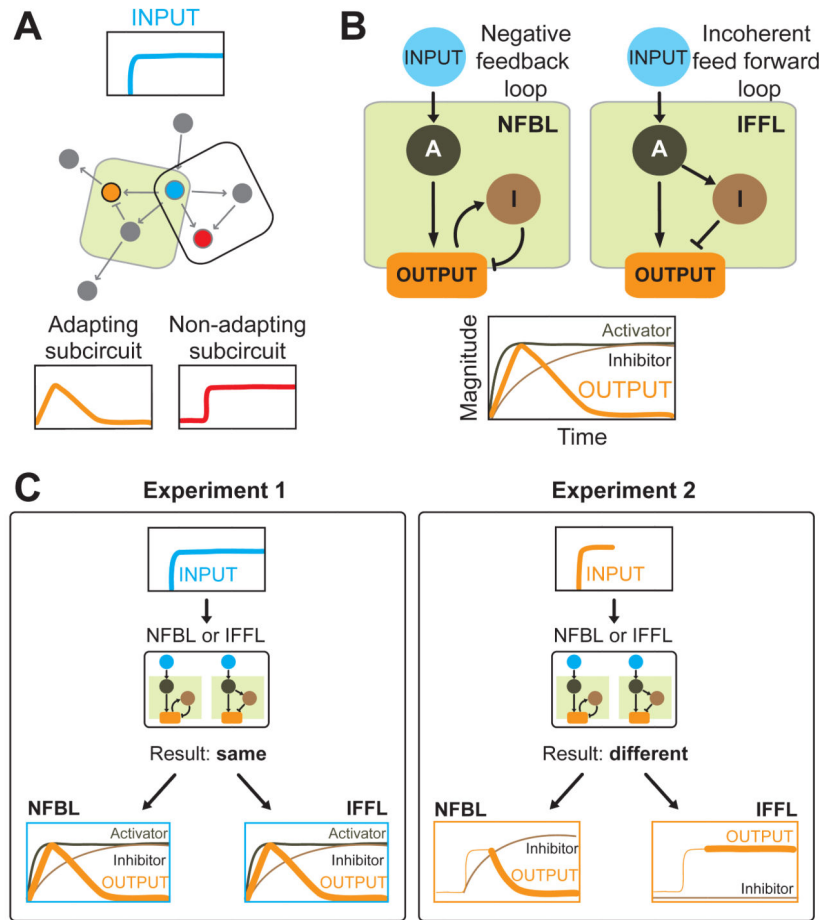 A
INPUT
Adapting
subcircuit
Non-adapting
subcircuit
B
INPUT
Negative
feedback
loop
NFBL
A
I
OUTPUT
INPUT
Incoherent
feed forward
loop
IFFL
A
I
OUTPUT
Magnitude
Activator
Inhibitor
OUTPUT
Time
C
Experiment 1
INPUT
NFBL or IFFL
Result: same
NFBL
Activator
Inhibitor
OUTPUT
IFFL
Activator
Inhibitor
OUTPUT
Experiment 2
INPUT
NFBL or IFFL
Result: different
NFBL
Inhibitor
OUTPUT
IFFL
OUTPUT
Inhibitor